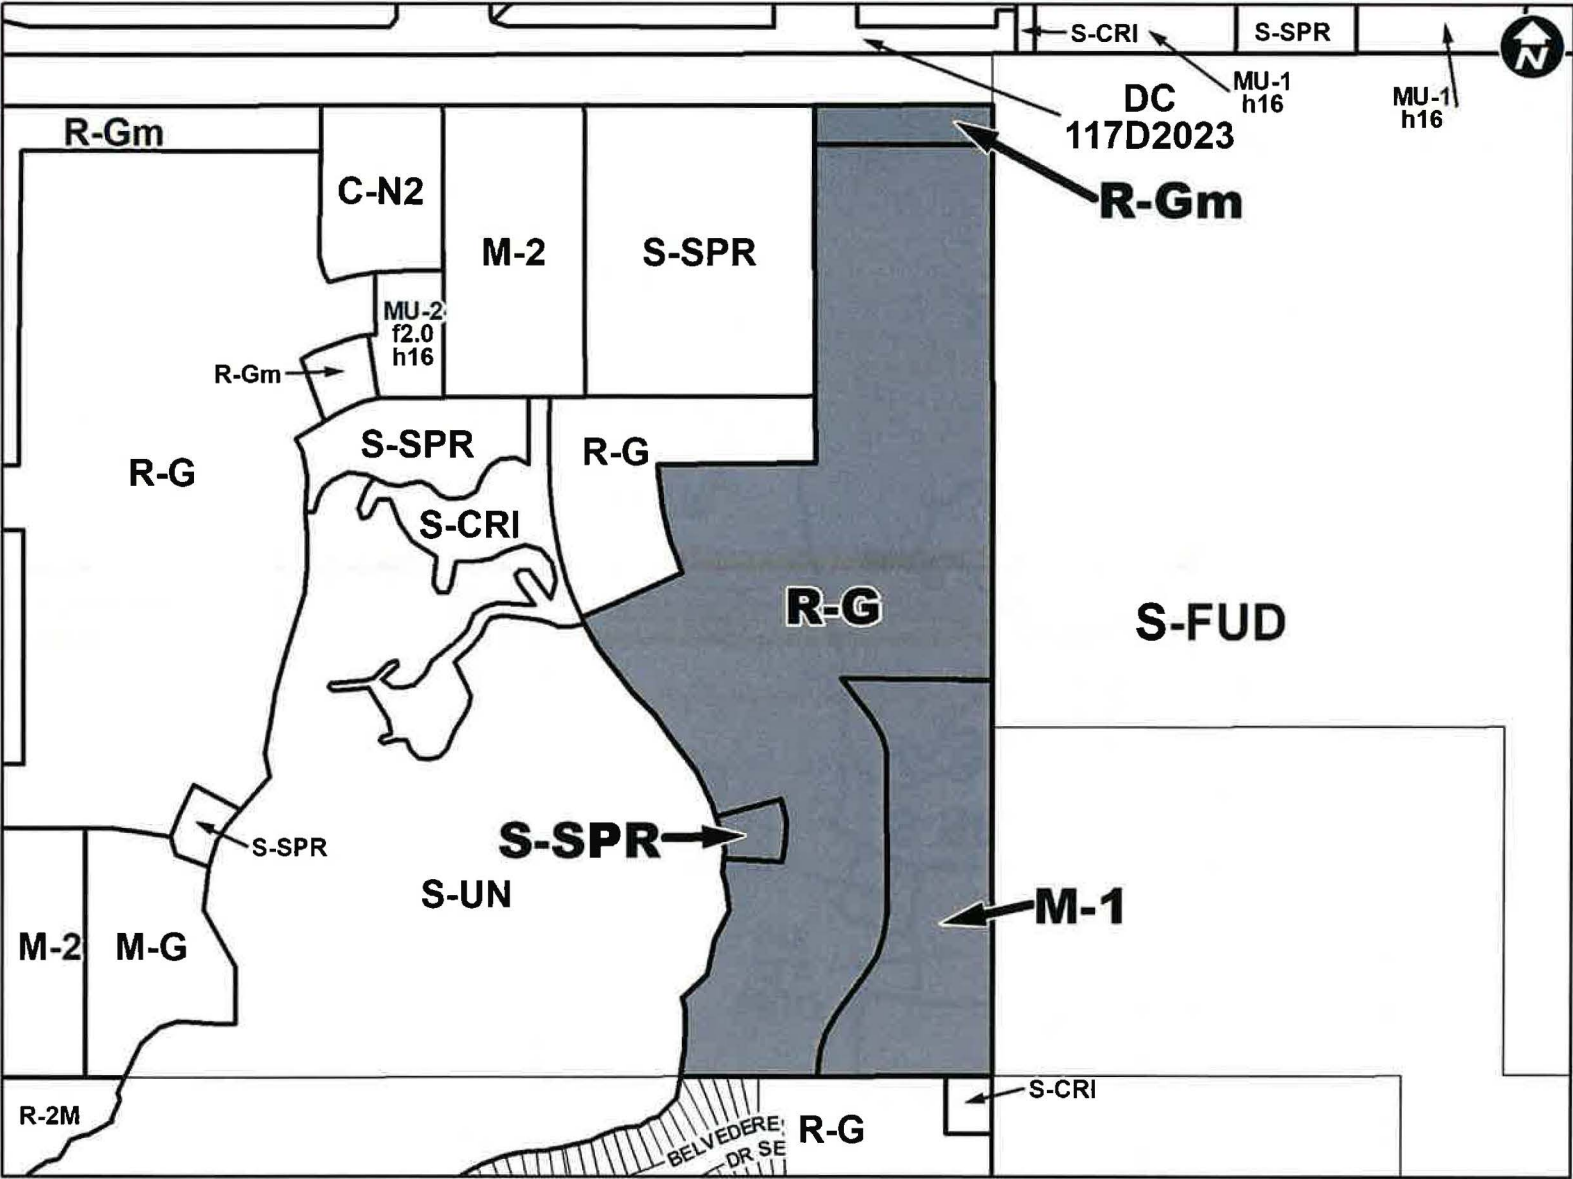 S-CRI
S-SPR
N
MU-1
h16
MU-1
h16
DC
117D2023
R-Gm
R-Gm
C-N2
M-2
S-SPR
MU-2
f2.0
h16
R-Gm
R-G
S-SPR
R-G
S-CRI
R-G
S-FUD
S-SPR
S-SPR
S-UN
M-1
M-2
M-G
R-2M
S-CRI
R-G
BELVEDERE
DR SE